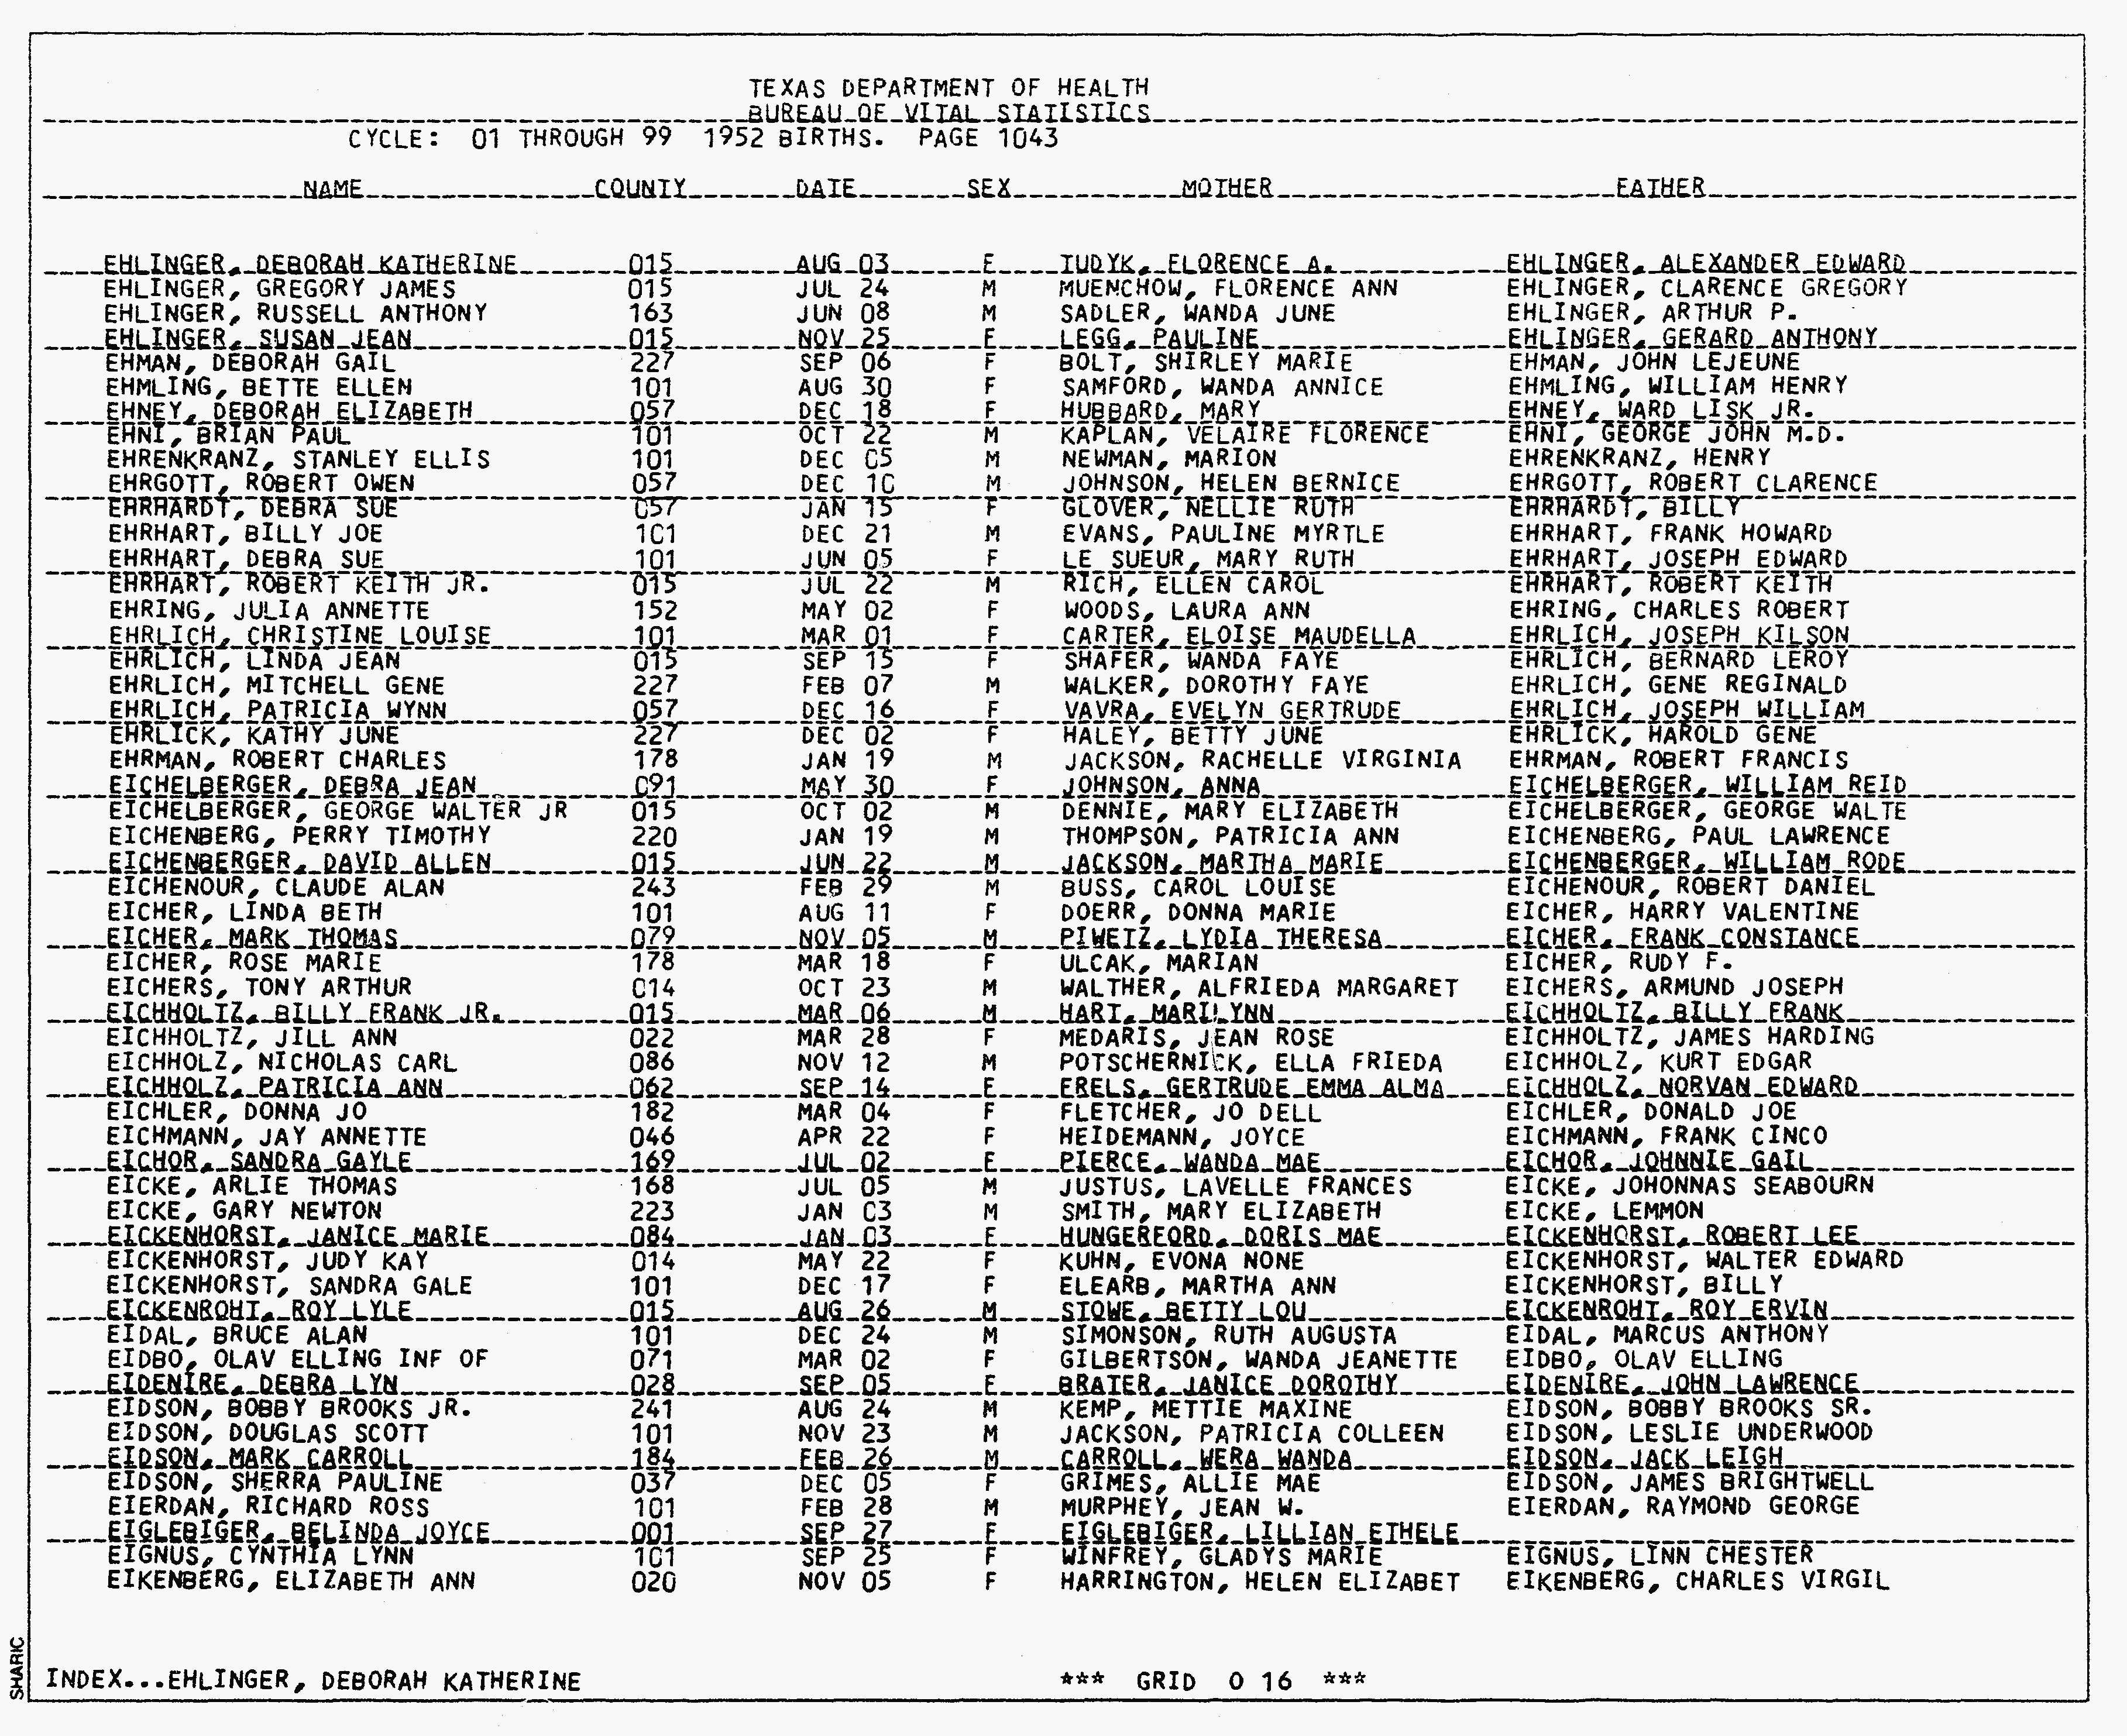 TEXAS DEPARTMENT OF HEALTH
BUREAU OF VITAL STATISTICS
CYCLE: 01 THROUGH 99 1952 BIRTHS. PAGE 1043
NAME COUNTY DATE SEX MOTHER FATHER
EHLINGER, DEBORAH KATHERINE 015 AUG 03 F TUDYK, FLORENCE A. EHLINGER, ALEXANDER EDWARD
EHLINGER, GREGORY JAMES 015 JUL 24 M MUENCHOW, FLORENCE ANN EHLINGER, CLARENCE GREGORY
EHLINGER, RUSSELL ANTHONY 163 JUN 08 M SADLER, WANDA JUNE EHLINGER, ARTHUR P.
EHLINGER, SUSAN JEAN 015 NOV 25 F LEGG, PAULINE EHLINGER, GERARD ANTHONY
EHMAN, DEBORAH GAIL 227 SEP 06 F BOLT, SHIRLEY MARIE EHMAN, JOHN LEJEUNE
EHMLING, BETTE ELLEN 101 AUG 30 F SAMFORD, WANDA ANNICE EHMLING, WILLIAM HENRY
EHNEY, DEBORAH ELIZABETH 057 DEC 18 F HUBBARD, MARY EHNEY, WARD LISK JR.
EHNI, BRIAN PAUL 101 OCT 22 M KAPLAN, VELAIRE FLORENCE EHNI, GEORGE JOHN M.D.
EHRENKRANZ, STANLEY ELLIS 101 DEC 05 M NEWMAN, MARION EHRENKRANZ, HENRY
EHRGOTT, ROBERT OWEN 057 DEC 10 M JOHNSON, HELEN BERNICE EHRGOTT, ROBERT CLARENCE
EHRHARDT, DEBRA SUE 057 JAN 15 F GLOVER, NELLIE RUTH EHRHARDT, BILLY
EHRHART, BILLY JOE 101 DEC 21 M EVANS, PAULINE MYRTLE EHRHART, FRANK HOWARD
EHRHART, DEBRA SUE 101 JUN 05 F LE SUEUR, MARY RUTH EHRHART, JOSEPH EDWARD
EHRHART, ROBERT KEITH JR. 015 JUL 22 M RICH, ELLEN CAROL EHRHART, ROBERT KEITH
EHRING, JULIA ANNETTE 152 MAY 02 F WOODS, LAURA ANN EHRING, CHARLES ROBERT
EHRLICH, CHRISTINE LOUISE 101 MAR 01 F CARTER, ELOISE MAUDELLA EHRLICH, JOSEPH KILSON
EHRLICH, LINDA JEAN 015 SEP 15 F SHAFER, WANDA FAYE EHRLICH, BERNARD LEROY
EHRLICH, MITCHELL GENE 227 FEB 07 M WALKER, DOROTHY FAYE EHRLICH, GENE REGINALD
EHRLICH, PATRICIA WYNN 057 DEC 16 F VAVRA, EVELYN GERTRUDE EHRLICH, JOSEPH WILLIAM
EHRLICK, KATHY JUNE 227 DEC 02 F HALEY, BETTY JUNE EHRLICK, HAROLD GENE
EHRMAN, ROBERT CHARLES 178 JAN 19 M JACKSON, RACHELLE VIRGINIA EHRMAN, ROBERT FRANCIS
EICHELBERGER, DEBRA JEAN 091 MAY 30 F JOHNSON, ANNA EICHELBERGER, WILLIAM REID
EICHELBERGER, GEORGE WALTER JR 015 OCT 02 M DENNIE, MARY ELIZABETH EICHELBERGER, GEORGE WALTE
EICHENBERG, PERRY TIMOTHY 220 JAN 19 M THOMPSON, PATRICIA ANN EICHENBERG, PAUL LAWRENCE
EICHENBERGER, DAVID ALLEN 015 JUN 22 M JACKSON, MARTHA MARIE EICHENBERGER, WILLIAM RODE
EICHENOUR, CLAUDE ALAN 243 FEB 29 M BUSS, CAROL LOUISE EICHENOUR, ROBERT DANIEL
EICHER, LINDA BETH 101 AUG 11 F DOERR, DONNA MARIE EICHER, HARRY VALENTINE
EICHER, MARK THOMAS 079 NOV 05 M PIWETZ, LYDIA THERESA EICHER, FRANK CONSTANCE
EICHER, ROSE MARIE 178 MAR 18 F ULCAK, MARIAN EICHER, RUDY F.
EICHERS, TONY ARTHUR 014 OCT 23 M WALTHER, ALFRIEDA MARGARET EICHERS, ARMUND JOSEPH
EICHHOLTZ, BILLY FRANK JR. 015 MAR 06 M HART, MARILYNN EICHHOLTZ, BILLY FRANK
EICHHOLTZ, JILL ANN 022 MAR 28 F MEDARIS, JEAN ROSE EICHHOLTZ, JAMES HARDING
EICHHOLZ, NICHOLAS CARL 086 NOV 12 M POTSCHERNICK, ELLA FRIEDA EICHHOLZ, KURT EDGAR
EICHHOLZ, PATRICIA ANN 062 SEP 14 F FRELS, GERTRUDE EMMA ALMA EICHHOLZ, NORVAN EDWARD
EICHLER, DONNA JO 182 MAR 04 F FLETCHER, JO DELL EICHLER, DONALD JOE
EICHMANN, JAY ANNETTE 046 APR 22 F HEIDEMANN, JOYCE EICHMANN, FRANK CINCO
EICHOR, SANDRA GAYLE 169 JUL 02 F PIERCE, WANDA MAE EICHOR, JOHNNIE GAIL
EICKE, ARLIE THOMAS 168 JUL 05 M JUSTUS, LAVELLE FRANCES EICKE, JOHONNAS SEABOURN
EICKE, GARY NEWTON 223 JAN 03 M SMITH, MARY ELIZABETH EICKE, LEMMON
EICKENHORST, JANICE MARIE 084 JAN 03 F HUNGERFORD, DORIS MAE EICKENHORST, ROBERT LEE
EICKENHORST, JUDY KAY 014 MAY 22 F KUHN, EVONA NONE EICKENHORST, WALTER EDWARD
EICKENHORST, SANDRA GALE 101 DEC 17 F ELEARB, MARTHA ANN EICKENHORST, BILLY
EICKENROHT, ROY LYLE 015 AUG 26 M STOWE, BETTY LOU EICKENROHT, ROY ERVIN
EIDAL, BRUCE ALAN 101 DEC 24 M SIMONSON, RUTH AUGUSTA EIDAL, MARCUS ANTHONY
EIDBO, OLAV ELLING INF OF 071 MAR 02 F GILBERTSON, WANDA JEANETTE EIDBO, OLAV ELLING
EIDENIRE, DEBRA LYN 028 SEP 05 F BRATER, JANICE DOROTHY EIDENIRE, JOHN LAWRENCE
EIDSON, BOBBY BROOKS JR. 241 AUG 24 M KEMP, METTIE MAXINE EIDSON, BOBBY BROOKS SR.
EIDSON, DOUGLAS SCOTT 101 NOV 23 M JACKSON, PATRICIA COLLEEN EIDSON, LESLIE UNDERWOOD
EIDSON, MARK CARROLL 184 FEB 26 M CARROLL, WERA WANDA EIDSON, JACK LEIGH
EIDSON, SHERRA PAULINE 037 DEC 05 F GRIMES, ALLIE MAE EIDSON, JAMES BRIGHTWELL
EIERDAN, RICHARD ROSS 101 FEB 28 M MURPHEY, JEAN W. EIERDAN, RAYMOND GEORGE
EIGLEBIGER, BELINDA JOYCE 001 SEP 27 F EIGLEBIGER, LILLIAN ETHELE
EIGNUS, CYNTHIA LYNN 101 SEP 25 F WINFREY, GLADYS MARIE EIGNUS, LINN CHESTER
EIKENBERG, ELIZABETH ANN 020 NOV 05 F HARRINGTON, HELEN ELIZABET EIKENBERG, CHARLES VIRGIL
INDEX...EHLINGER, DEBORAH KATHERINE *** GRID O 16 ***
SHARIC